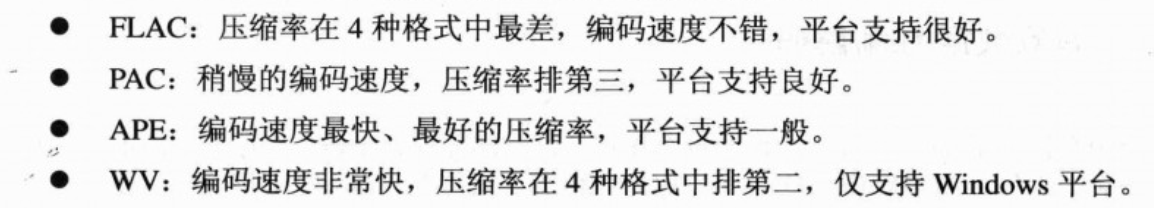 ● FLAC：压缩率在 4 种格式中最差，编码速度不错，平台支持很好。
● PAC：稍慢的编码速度，压缩率排第三，平台支持良好。
● APE：编码速度最快、最好的压缩率，平台支持一般。
● WV：编码速度非常快，压缩率在 4 种格式中排第二，仅支持 Windows 平台。